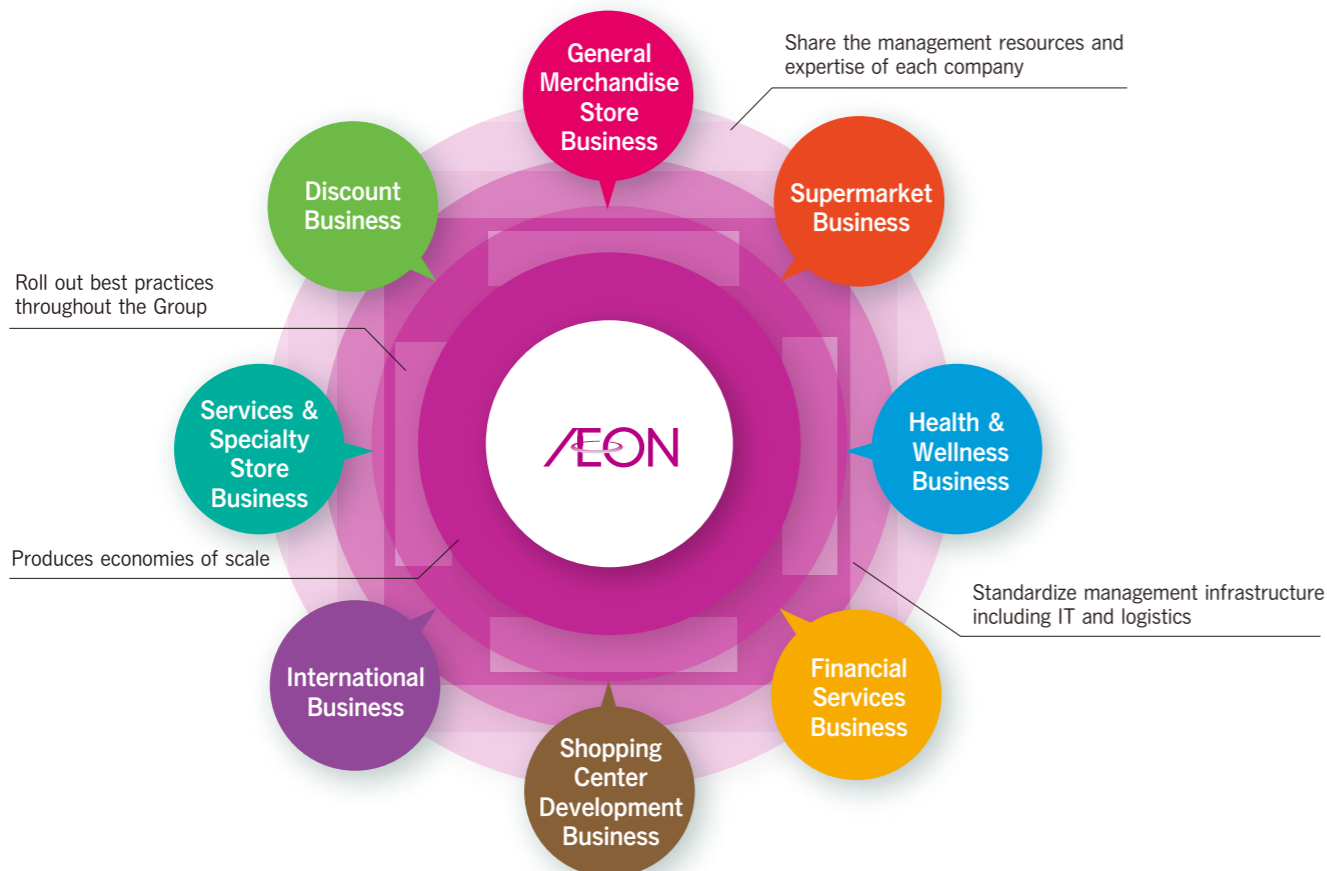 General
Merchandise
Store
Business
Share the management resources and
expertise of each company
Discount
Business
Supermarket
Business
Roll out best practices
throughout the Group
Services &
Specialty
Store
Business
ÆON
Health &
Wellness
Business
Produces economies of scale
Standardize management infrastructure
including IT and logistics
International
Business
Financial
Services
Business
Shopping
Center
Development
Business